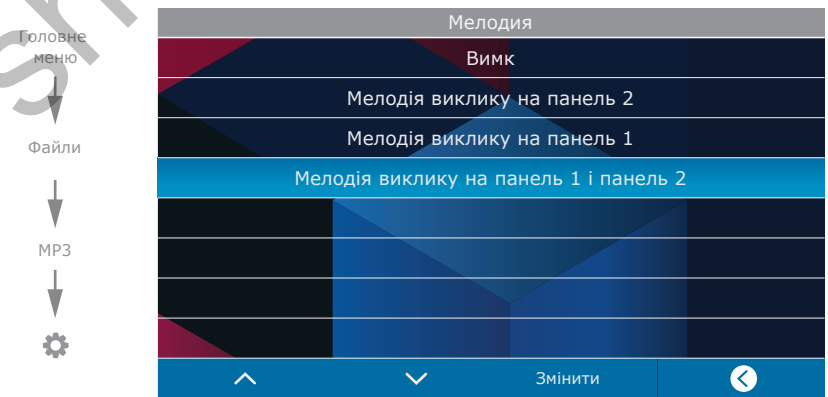 Головне
меню
Файли
MP3
Мелодия
Вимк
Мелодія виклику на панель 2
Мелодія виклику на панель 1
Мелодія виклику на панель 1 і панель 2
Змінити